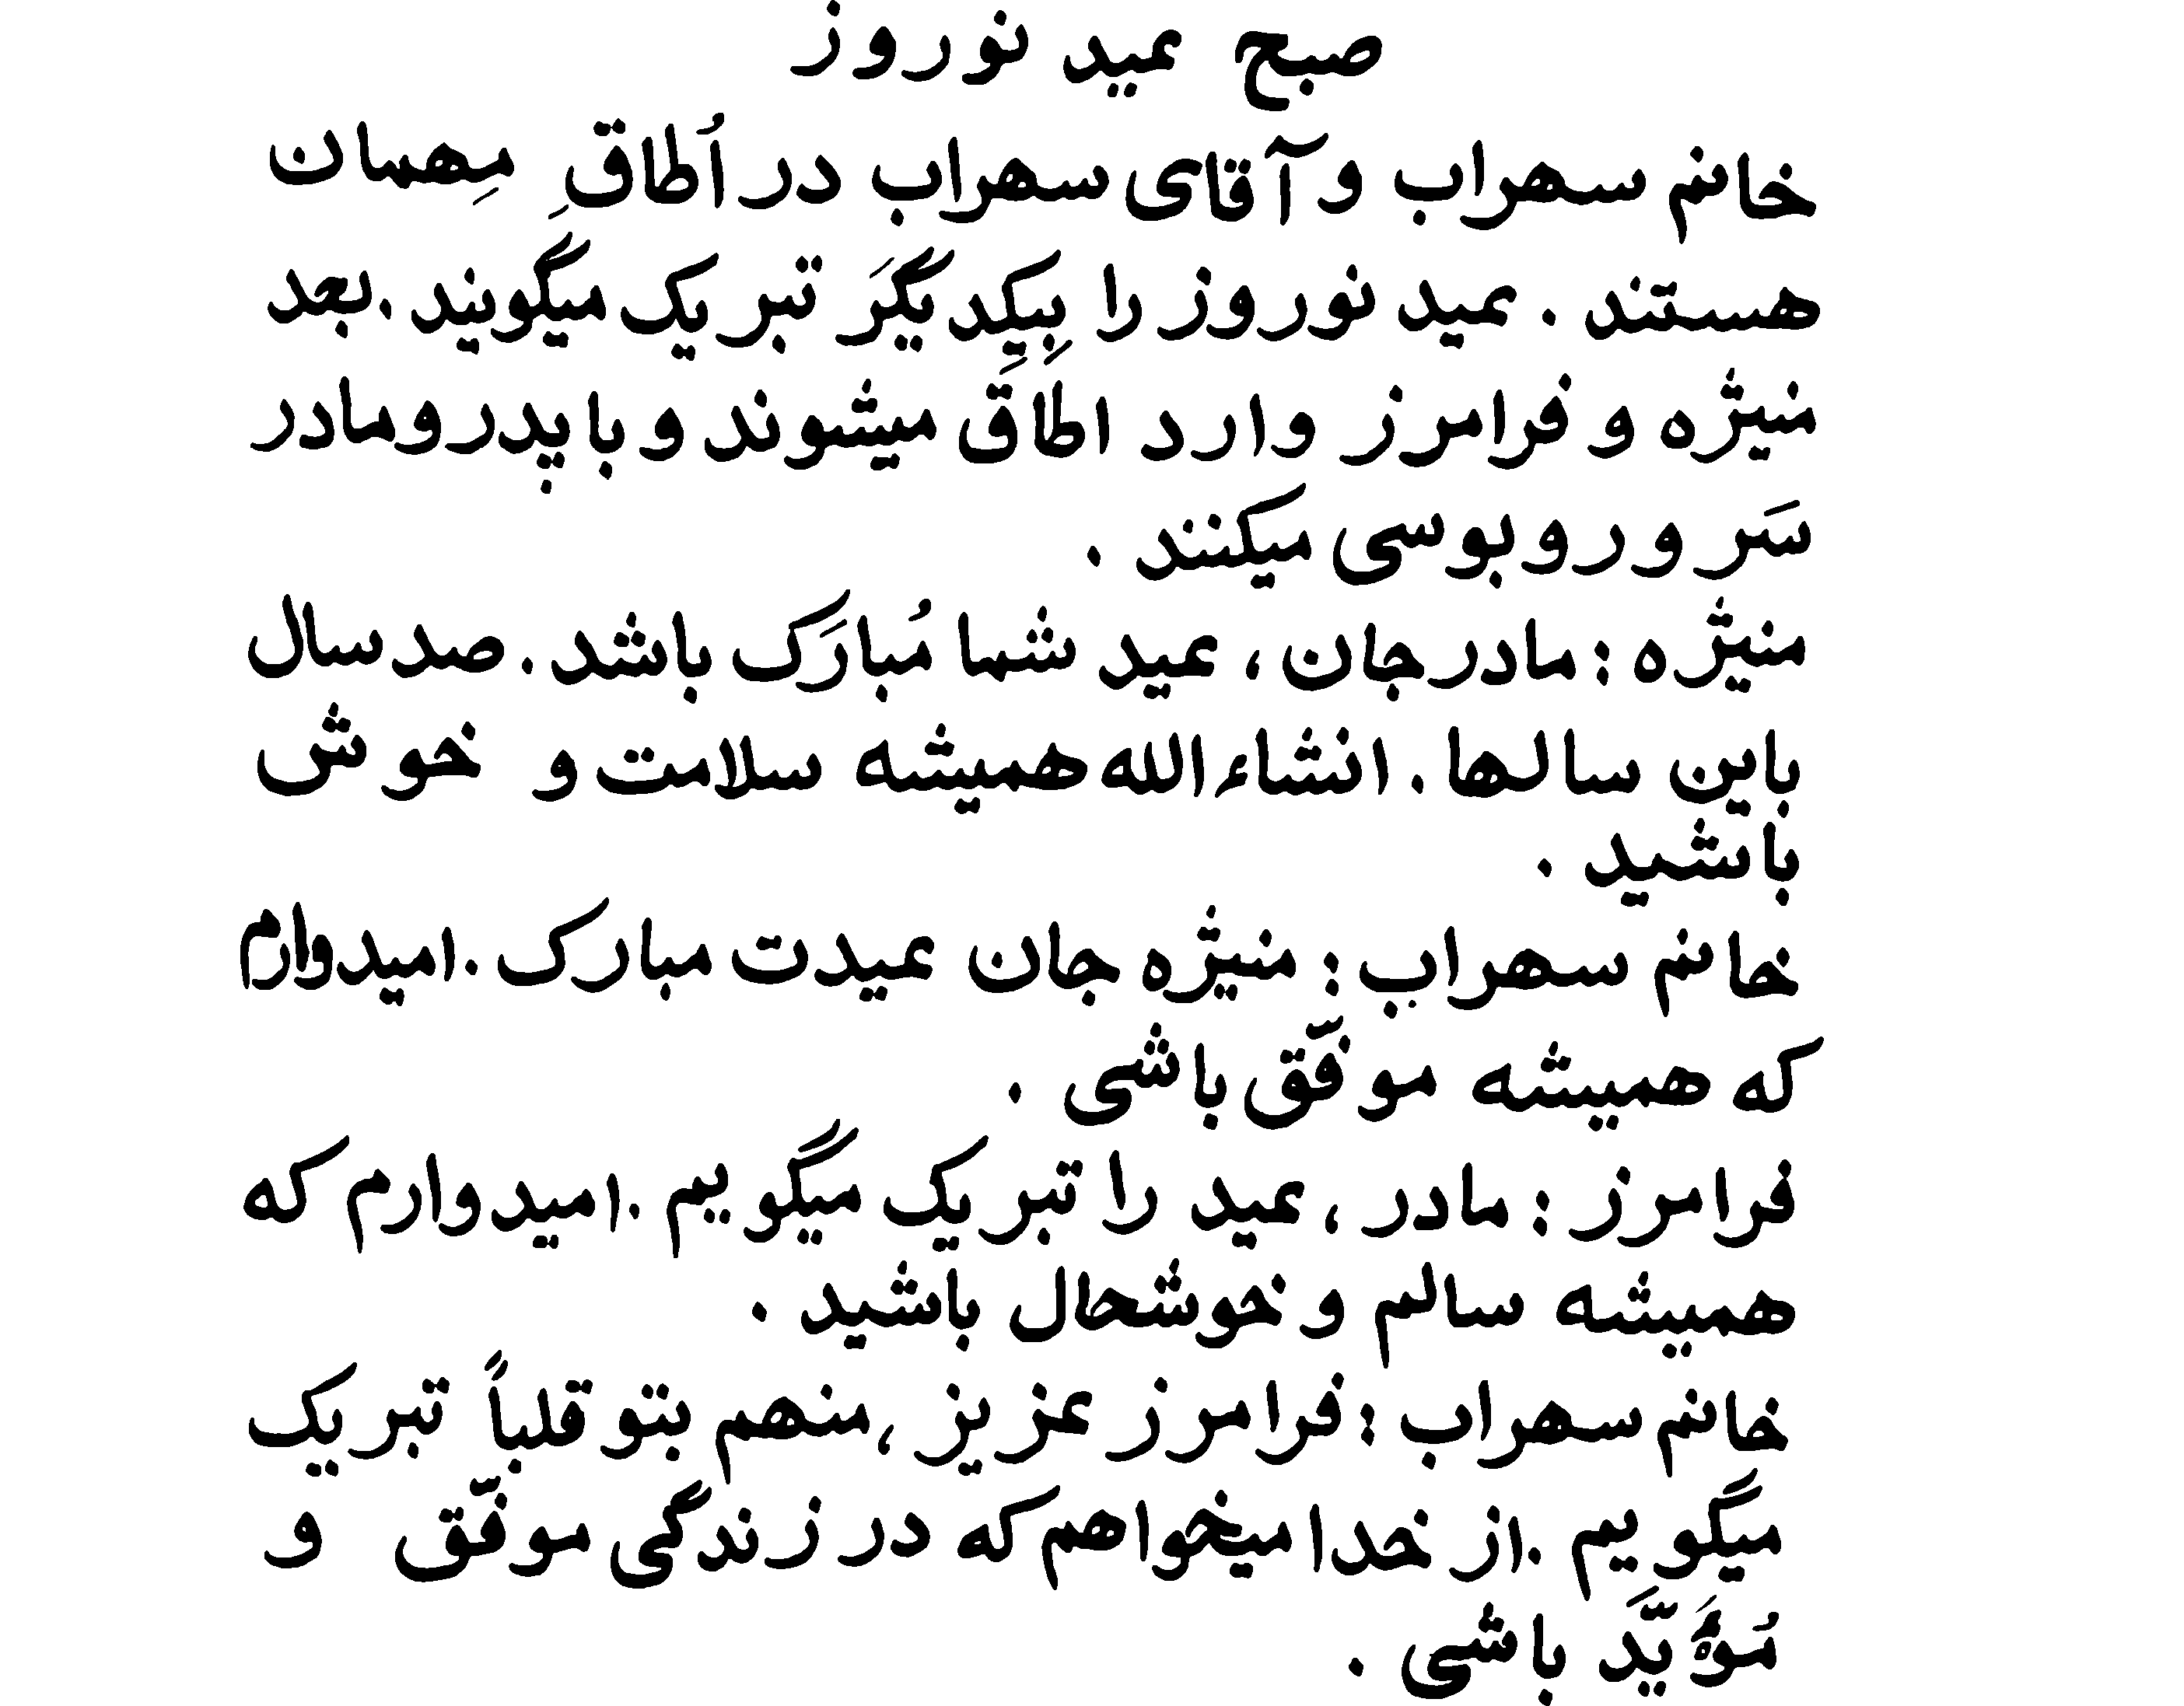 صبح عید نوروز
خانم سهراب و آقای سهراب در اُطاقِ مِهمان
هستند . عید نوروز را بیکدیگَر تبریک میگویند . بعد
منیژه و فرامرز وارد اطاق میشوند و با پدر و مادر
سَر و روبوسی میکنند .
منیژه : مادر جان ، عید شما مُبارَک باشد . صد سال
باین سالها . انشاءالله همیشه سلامت و خوش
باشید .
خانم سهراب : منیژه جان عیدت مبارک . امیدوارم
که همیشه موفّق باشی .
فرامرز : مادر ، عید را تبریک میگویم . امیدوارم که
همیشه سالم و خوشحال باشید .
خانم سهراب : فرامرز عزیز ، منهم بتو قلباً تبریک
میگویم . از خدا میخواهم که در زندگی موفّق و
مُؤَیَّد باشی .